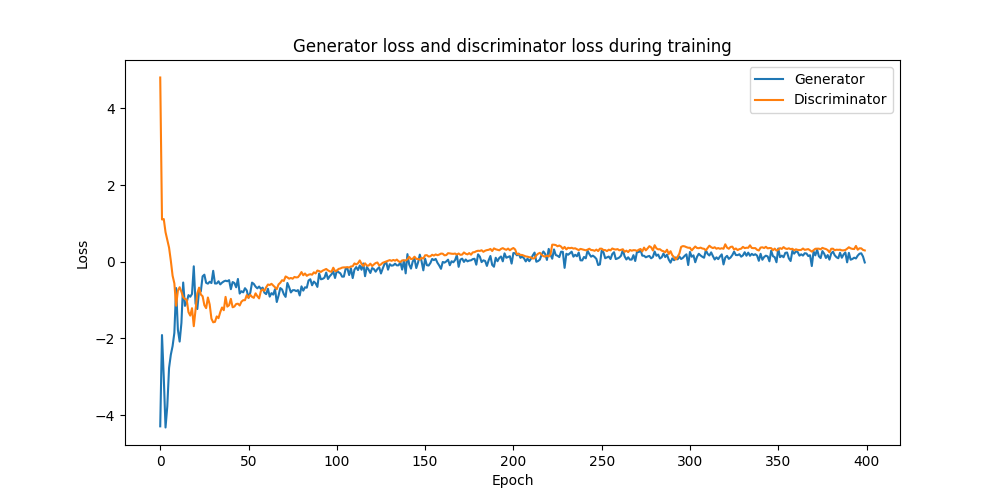 Generator loss and discriminator loss during training
Generator
Discriminator
4
2
0
−2
−4
Loss
0 50 100 150 200 250 300 350 400
Epoch